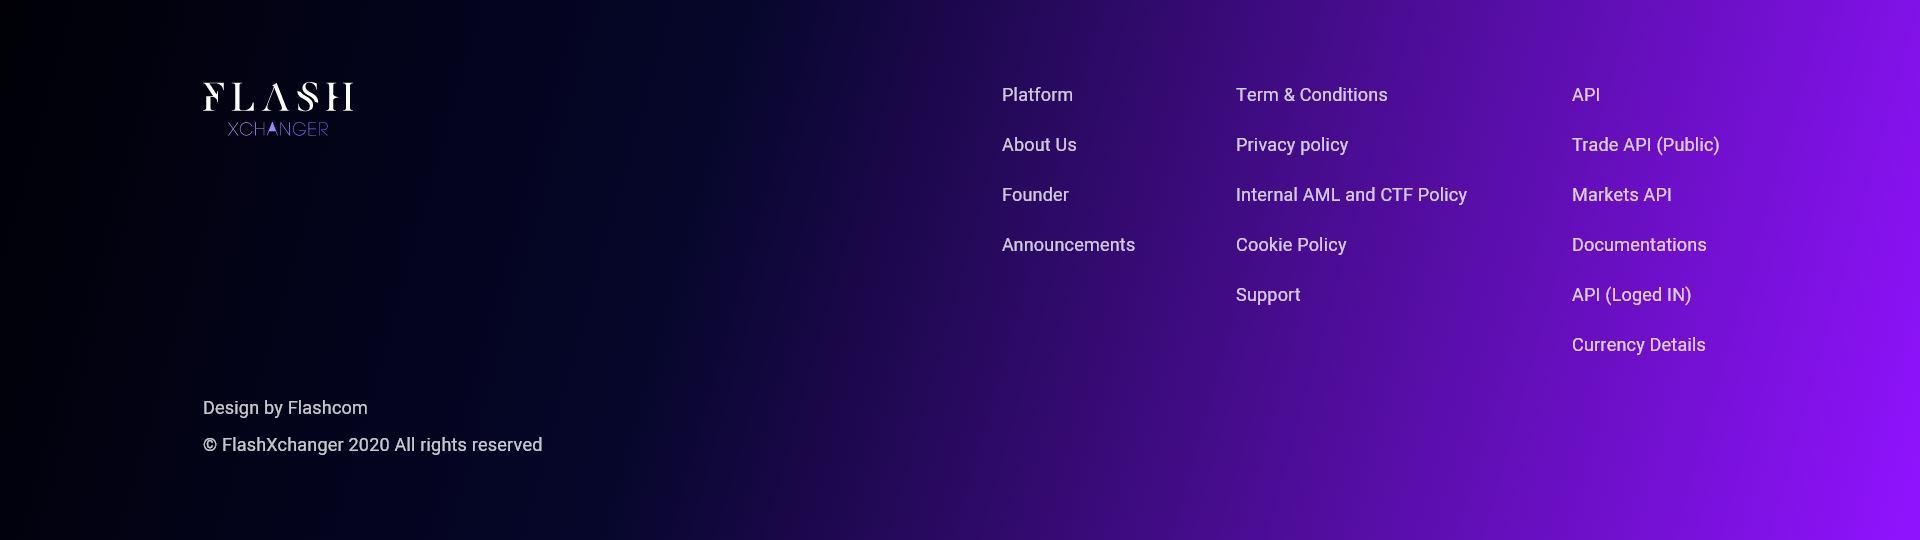 FLASH
XCHANGER
Platform
About Us
Founder
Announcements
Term & Conditions
Privacy policy
Internal AML and CTF Policy
Cookie Policy
Support
API
Trade API (Public)
Markets API
Documentations
API (Loged IN)
Currency Details
Design by Flashcom
© FlashXchanger 2020 All rights reserved